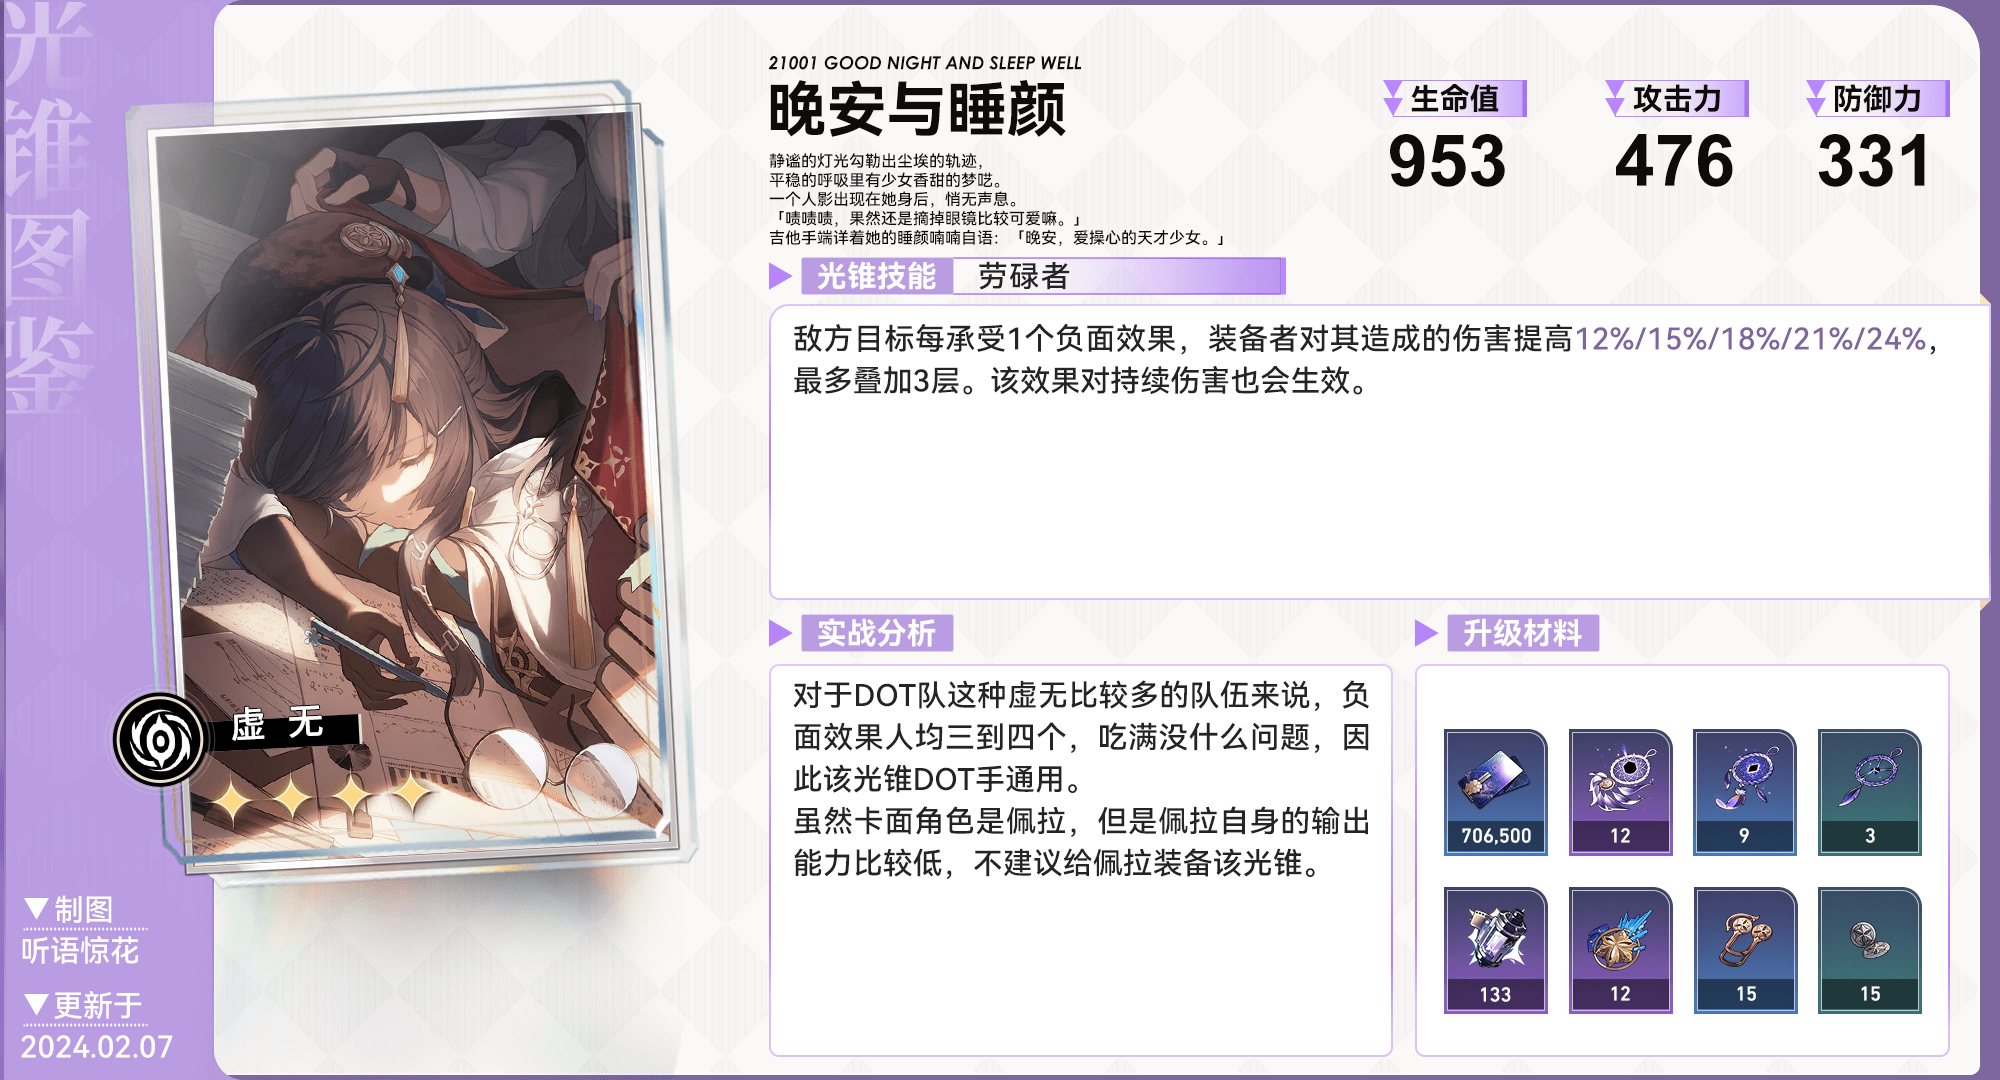 光锥图鉴
21001 GOOD NIGHT AND SLEEP WELL
晚安与睡颜
静谧的灯光勾勒出尘埃的轨迹，
平稳的呼吸里有少女香甜的梦呓。
一个人影出现在她身后，悄无声息。
「啧啧啧，果然还是摘掉眼镜比较可爱嘛。」
吉他手端详着她的睡颜喃喃自语：「晚安，爱操心的天才少女。」
生命值
953
攻击力
476
防御力
331
光锥技能 劳碌者
敌方目标每承受1个负面效果，装备者对其造成的伤害提高12%/15%/18%/21%/24%，
最多叠加3层。该效果对持续伤害也会生效。
虚无
实战分析
对于DOT队这种虚无比较多的队伍来说，负
面效果人均三到四个，吃满没什么问题，因
此该光锥DOT手通用。
虽然卡面角色是佩拉，但是佩拉自身的输出
能力比较低，不建议给佩拉装备该光锥。
升级材料
706,500
12
9
3
133
12
15
15
▼制图
听语惊花
▼更新于
2024.02.07